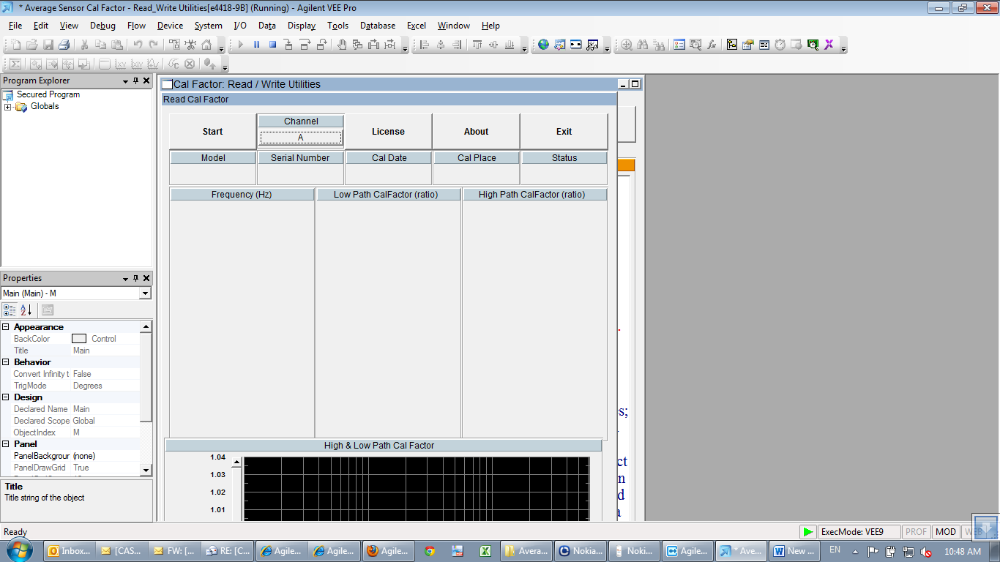 * Average Sensor Cal Factor - Read_Write Utilities[e4418-9B] (Running) - Agilent VEE Pro
File Edit View Debug Flow Device System I/O Data Display Tools Database Excel Window Help
Program Explorer
Secured Program
Globals
Properties
Main (Main) - M
Appearance
BackColor Control
Title Main
Behavior
Convert Infinity t False
TrigMode Degrees
Design
Declared Name Main
Declared Scope Global
ObjectIndex M
Panel
PanelBackgrour (none)
PanelDrawGrid True
Title
Title string of the object
Cal Factor: Read / Write Utilities
Read Cal Factor
Start Channel A License About Exit
Model Serial Number Cal Date Cal Place Status
Frequency (Hz) Low Path CalFactor (ratio) High Path CalFactor (ratio)
High & Low Path Cal Factor
1.04
1.03
1.02
1.01
s;
ct
n
d
a
Ready ExecMode: VEE9 PROF MOD WEB
Inbox... [CAS... FW: [... RE: [C... Agile... Agile... Agile... Avera... Nokia... Noki... Agile... * Ave... New ... EN 10:48 AM